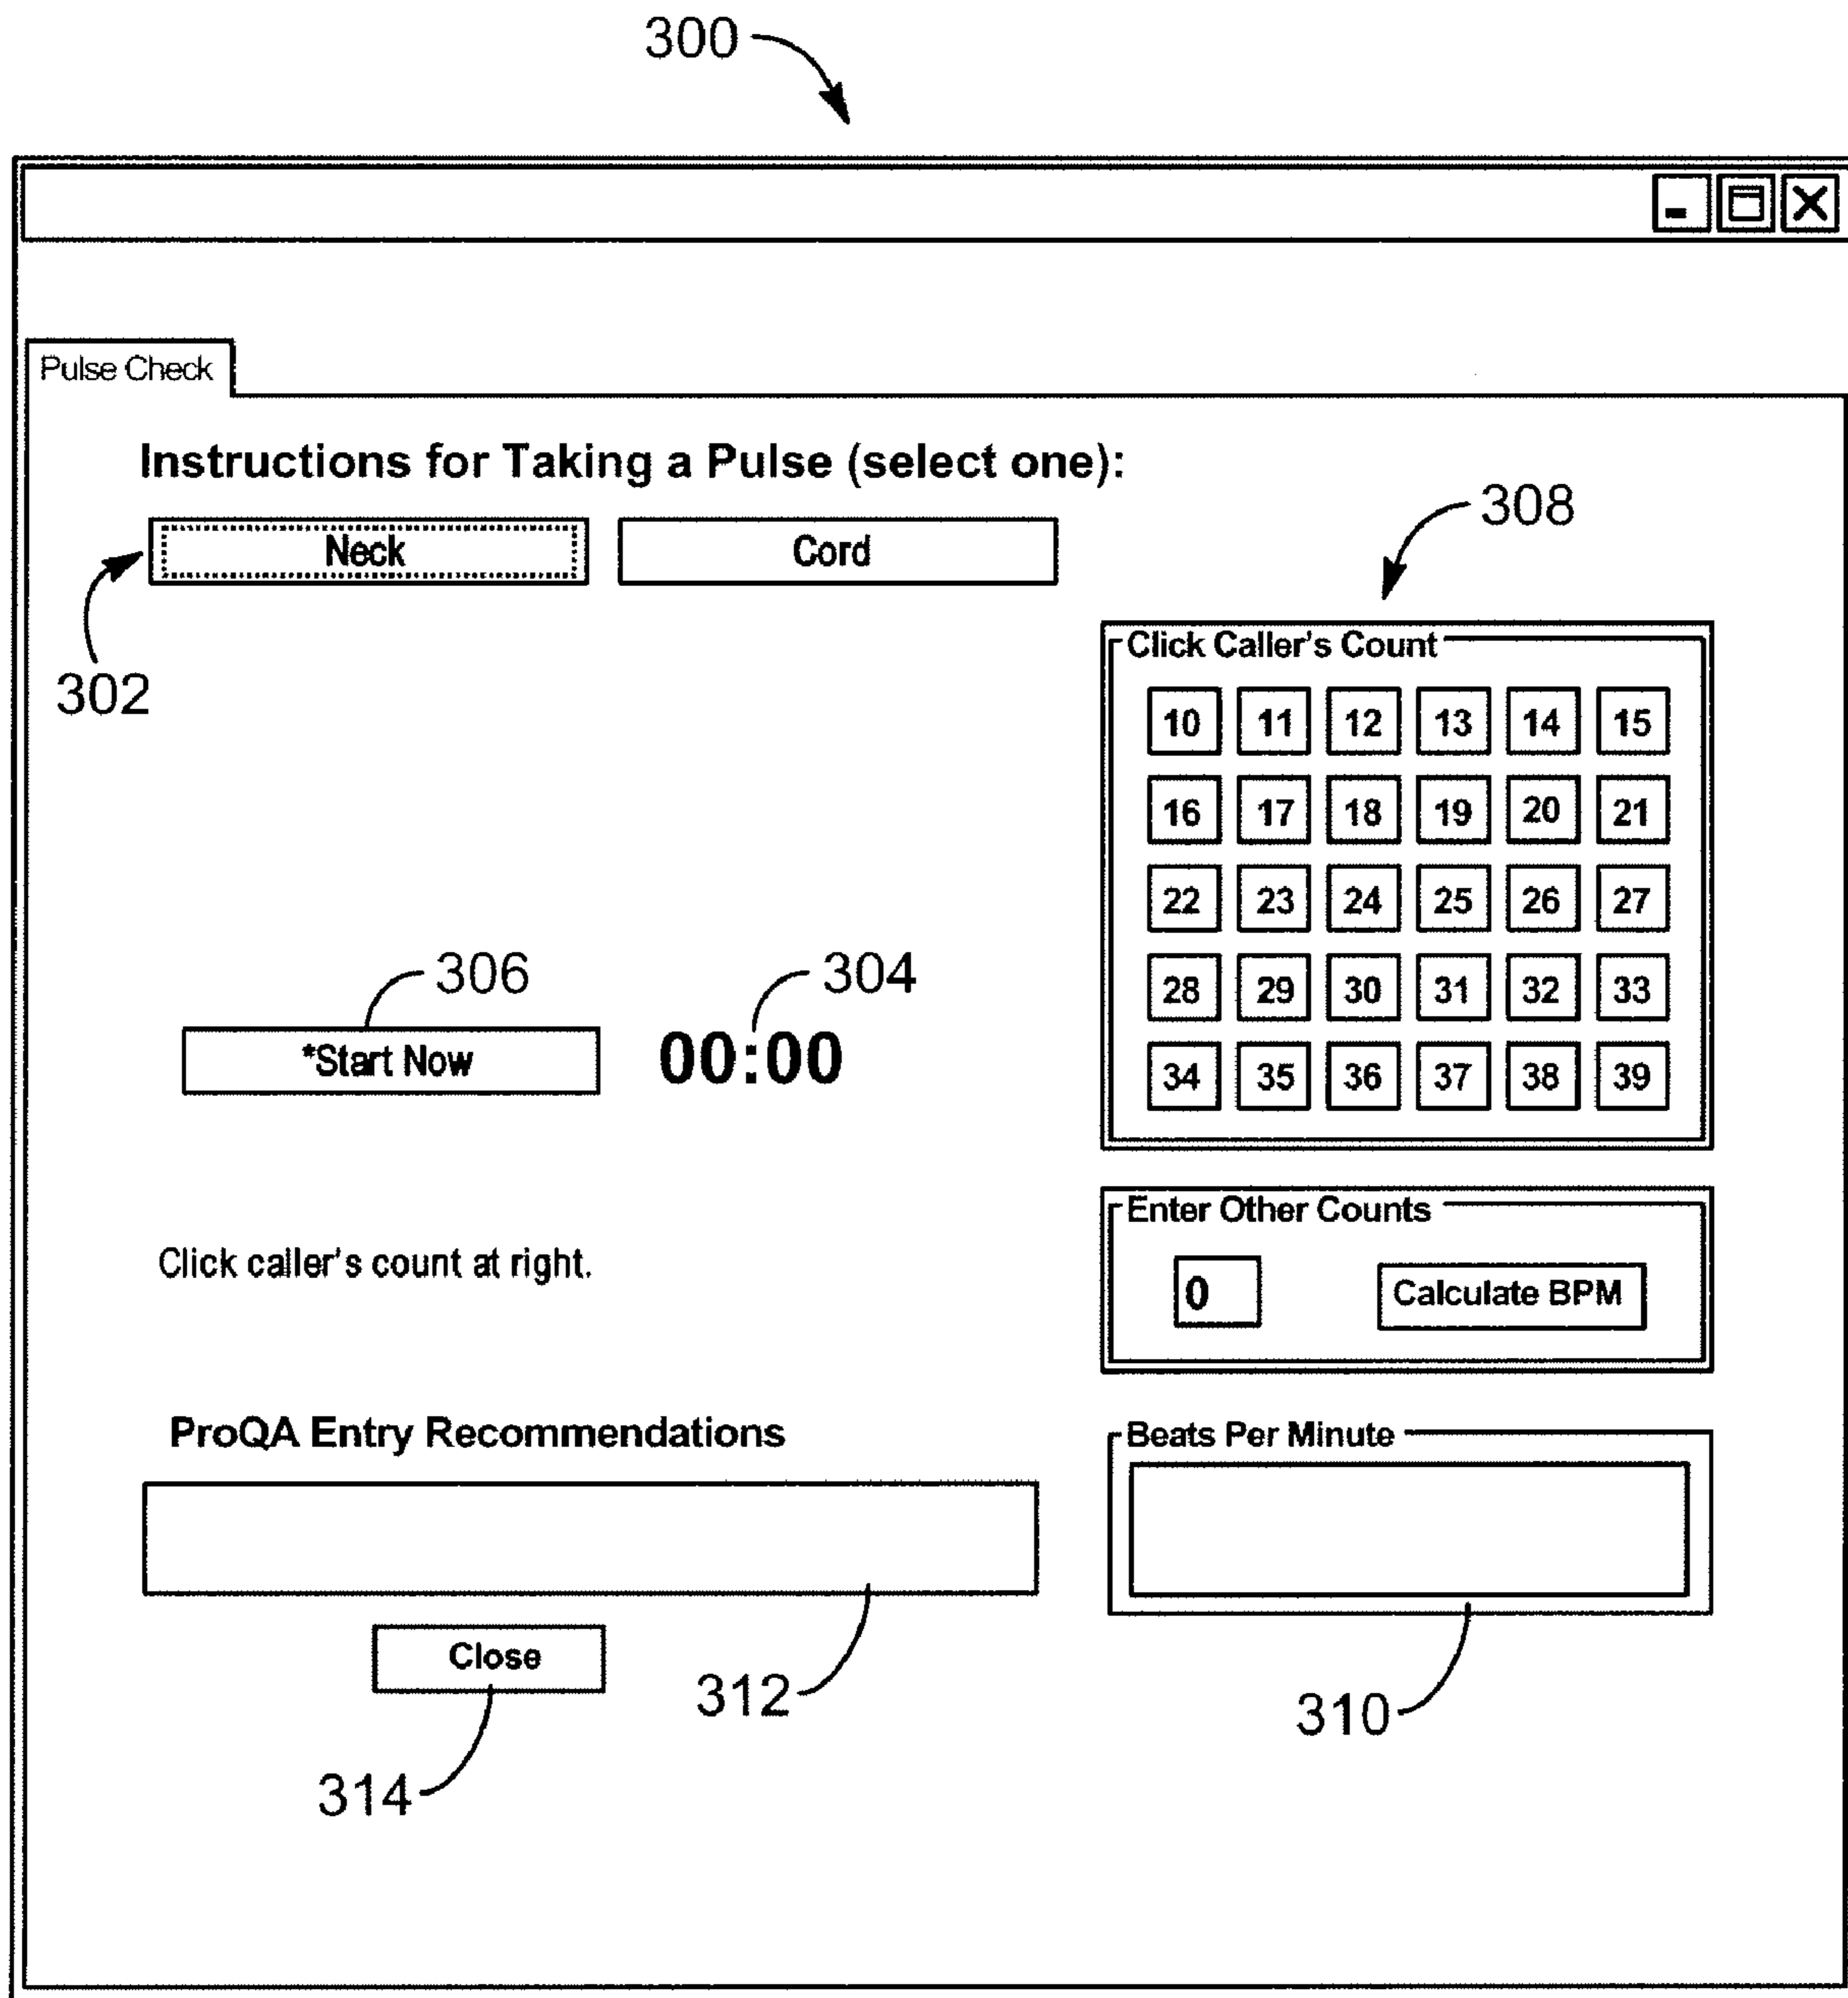 300
Pulse Check
Instructions for Taking a Pulse (select one):
Neck Cord
302
308
Click Caller's Count
10 11 12 13 14 15
16 17 18 19 20 21
22 23 24 25 26 27
28 29 30 31 32 33
34 35 36 37 38 39
306 304
*Start Now 00:00
Enter Other Counts
0 Calculate BPM
Click caller's count at right.
ProQA Entry Recommendations
Beats Per Minute
Close
312
310
314